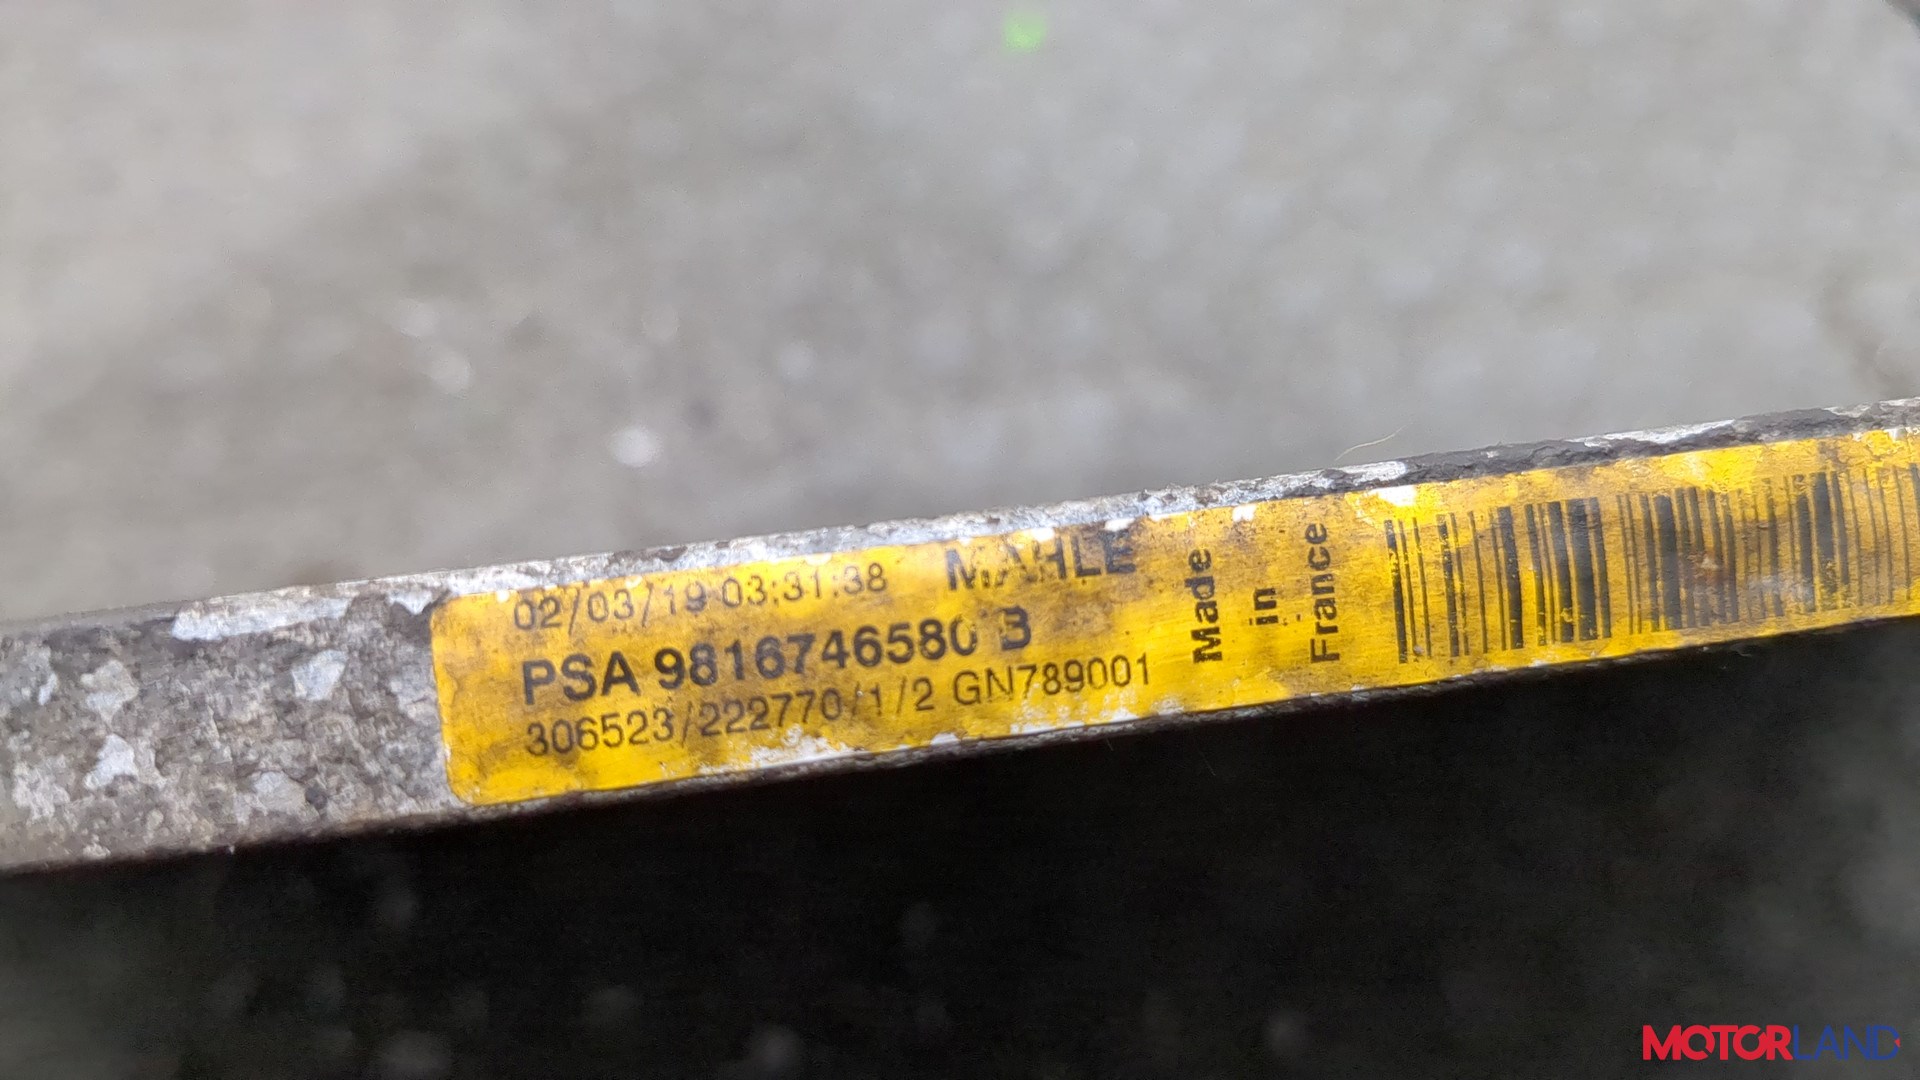 02/03/19 03:31:38 MAHLE
PSA 9816746580 B
306523/222770/1/2 GN789001
Made
in
France
MOTORLAND